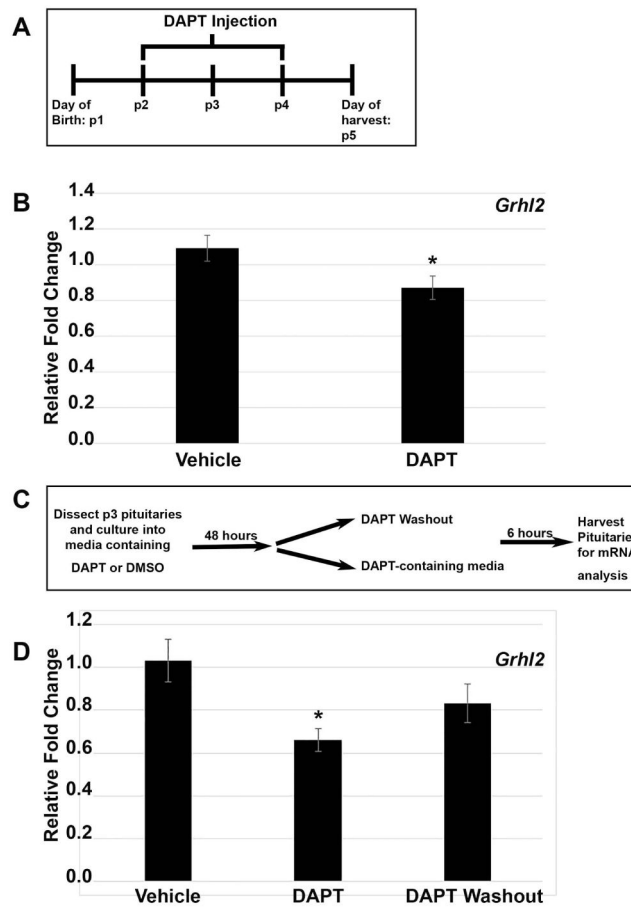 A
DAPT Injection
Day of
Birth: p1
p2
p3
p4
Day of
harvest:
p5
B
Grhl2
Relative Fold Change
1.4
1.2
1.0
0.8
0.6
0.4
0.2
0.0
*
Vehicle
DAPT
C
Dissect p3 pituitaries
and culture into
media containing
DAPT or DMSO
48 hours
DAPT Washout
DAPT-containing media
6 hours
Harvest
Pituitarie
for mRNA
analysis
D
Grhl2
Relative Fold Change
1.2
1.0
0.8
0.6
0.4
0.2
0.0
*
Vehicle
DAPT
DAPT Washout